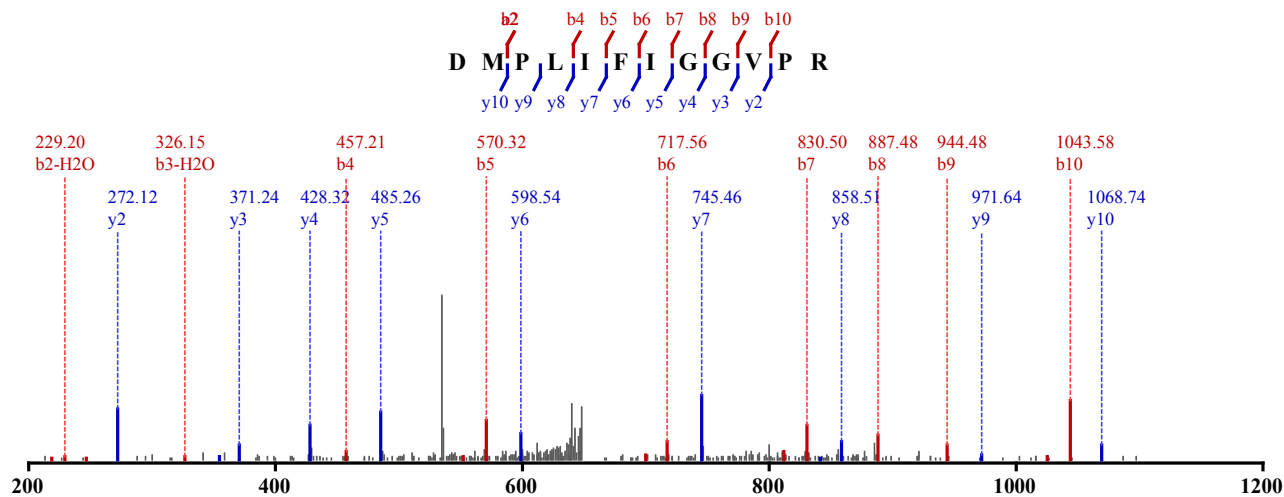 b2 b4 b5 b6 b7 b8 b9 b10
D M P L I F I G G V P R
y10 y9 y8 y7 y6 y5 y4 y3 y2
229.20 326.15 457.21 570.32 717.56 830.50 887.48 944.48 1043.58
b2-H2O b3-H2O b4 b5 b6 b7 b8 b9 b10
272.12 371.24 428.32 485.26 598.54 745.46 858.51 971.64 1068.74
y2 y3 y4 y5 y6 y7 y8 y9 y10
200 400 600 800 1000 1200